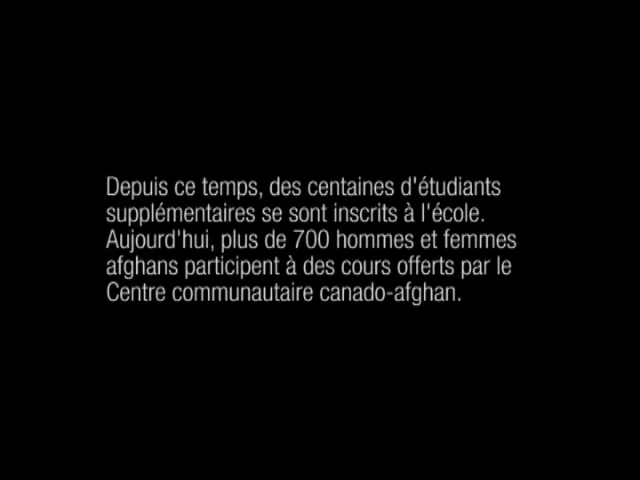 Depuis ce temps, des centaines d'étudiants
supplémentaires se sont inscrits à l'école.
Aujourd'hui, plus de 700 hommes et femmes
afghans participent à des cours offerts par le
Centre communautaire canado-afghan.